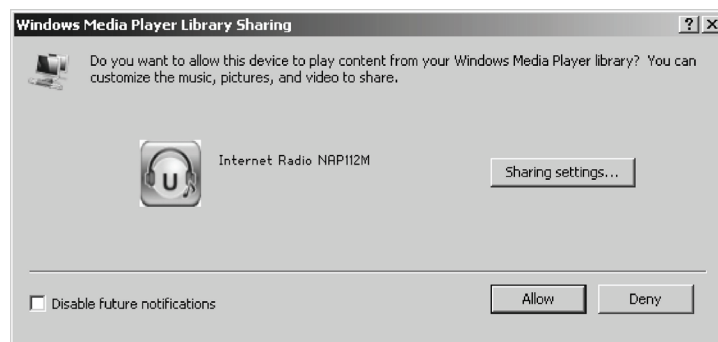 Windows Media Player Library Sharing
Do you want to allow this device to play content from your Windows Media Player library? You can
customize the music, pictures, and video to share.
U
Internet Radio NAP112M
Sharing settings...
Disable future notifications
Allow
Deny